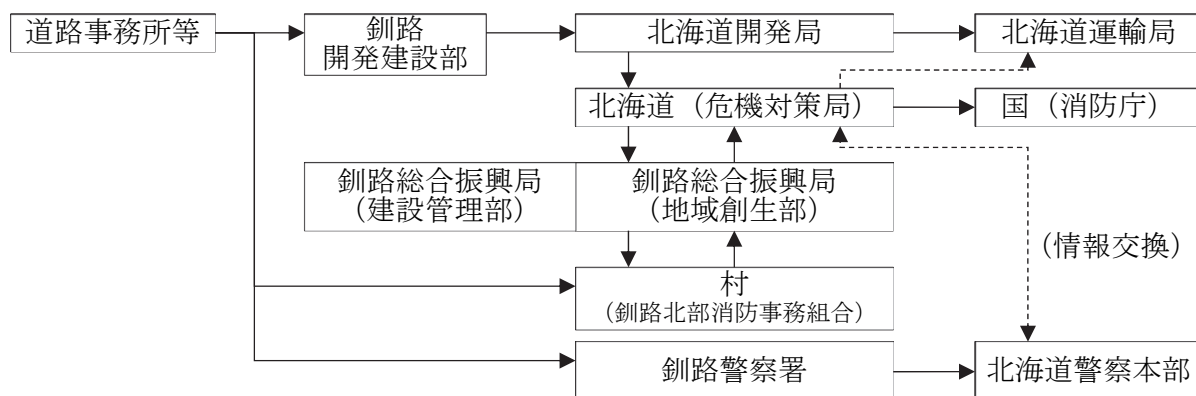 道路事務所等
釧路
開発建設部
北海道開発局
北海道運輸局
北海道（危機対策局）
国（消防庁）
釧路総合振興局
（建設管理部）
釧路総合振興局
（地域創生部）
（情報交換）
村
（釧路北部消防事務組合）
釧路警察署
北海道警察本部